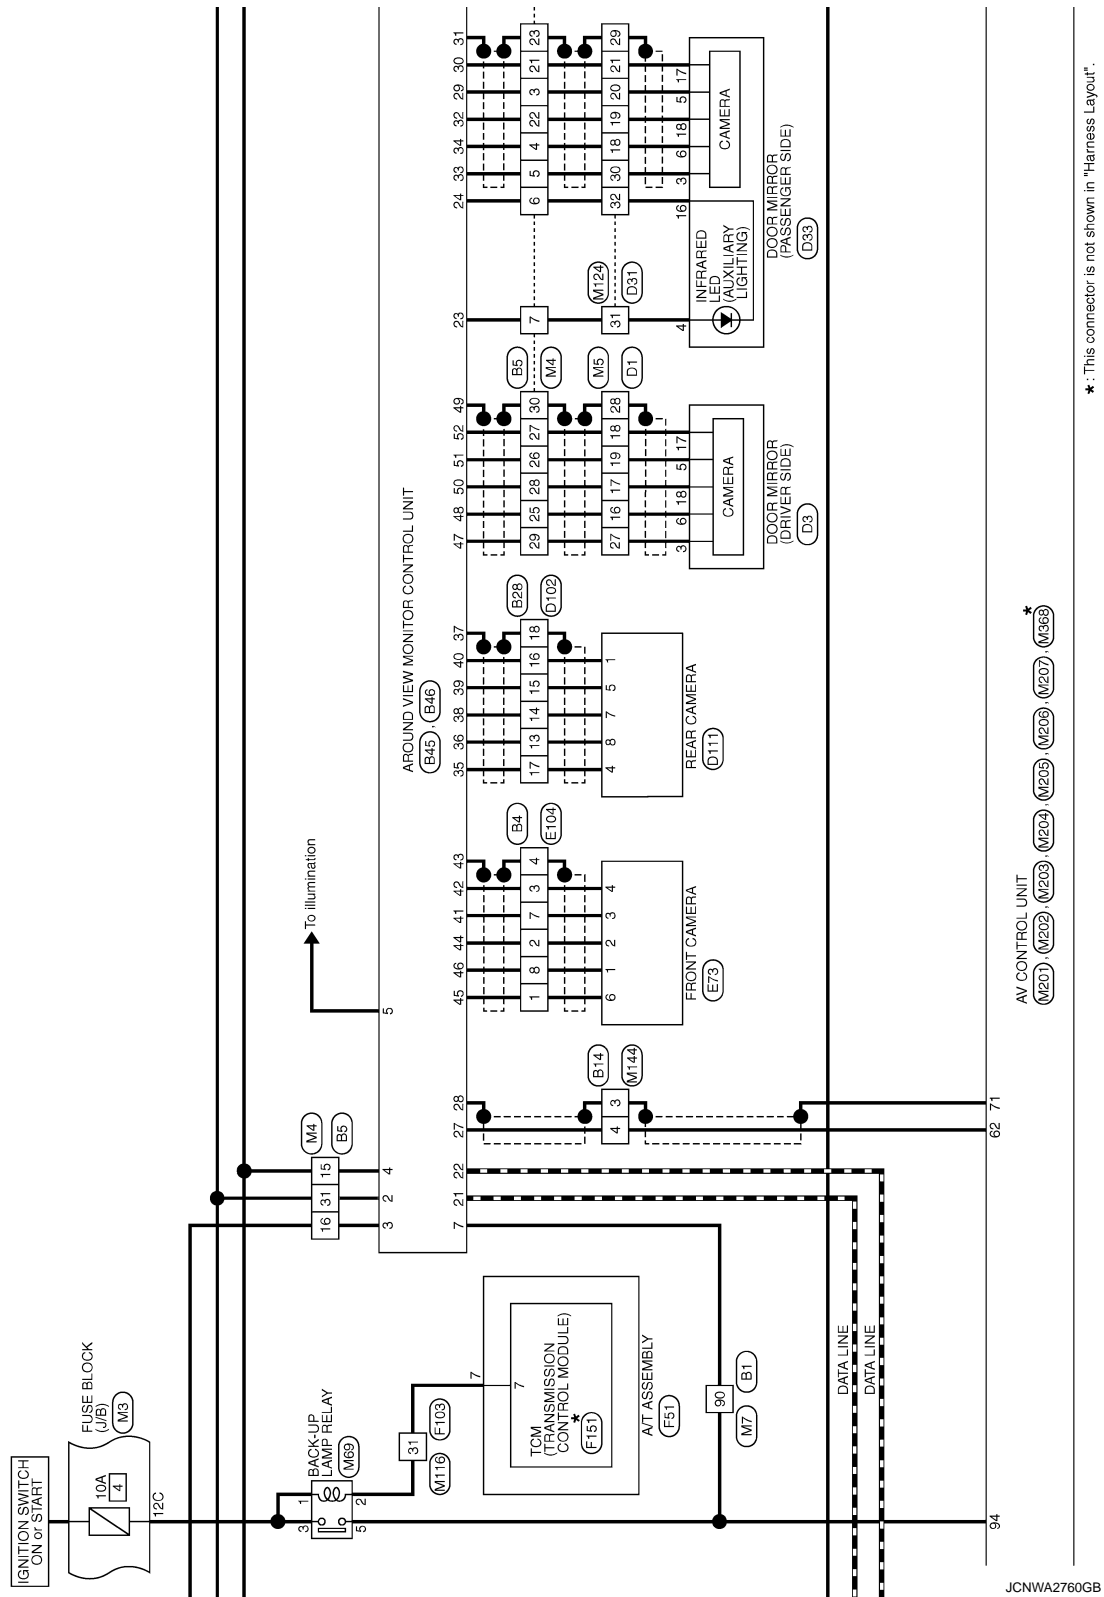 IGNITION SWITCH
ON or START
FUSE BLOCK
(J/B)
M3
10A
4
12C
BACK-UP
LAMP RELAY
M69
1
2
3
5
M116
31
F103
7
7
TCM
(TRANSMISSION
CONTROL MODULE)
*
F151
A/T ASSEMBLY
F51
M7
90
B1
94
M4
B5
16 31 15
3 2 4
7 21 22
DATA LINE
DATA LINE
27 28
B14
M144
4 3
62 71
5
To illumination
AROUND VIEW MONITOR CONTROL UNIT
B45 , B46
45 46 44 41 42 43
B4
E104
1 8 2 7 3 4
6 1 2 3 4
FRONT CAMERA
E73
35 36 38 39 40 37
B28
D102
17 13 14 15 16 18
4 8 7 5 1
REAR CAMERA
D111
47 48 50 51 52 49
B5
M4
29 25 28 26 27 30
M5
D1
27 16 17 19 18 28
3 6 18 5 17
CAMERA
DOOR MIRROR
(DRIVER SIDE)
D3
23 24 33 34 32 29 30 31
7 6 5 4 22 3 21 23
M124
D31
31 32 30 18 19 20 21 29
4 16 3 6 18 5 17
INFRARED
LED
(AUXILIARY
LIGHTING)
CAMERA
DOOR MIRROR
(PASSENGER SIDE)
D33
AV CONTROL UNIT
M201 , M202 , M203 , M204 , M205 , M206 , M207 , M368 *
* : This connector is not shown in "Harness Layout".
JCNWA2760GB